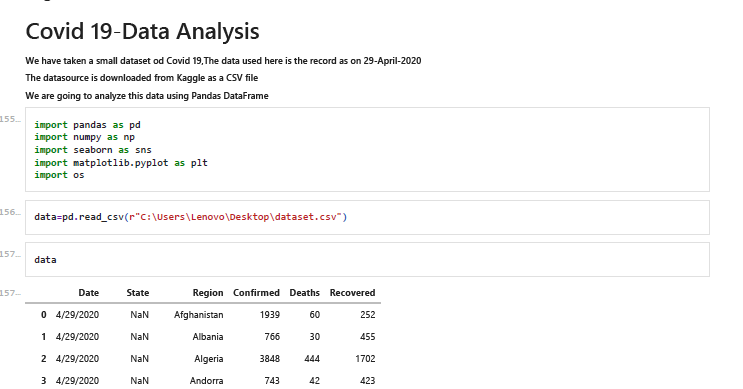 Covid 19-Data Analysis
We have taken a small dataset od Covid 19,The data used here is the record as on 29-April-2020
The datasource is downloaded from Kaggle as a CSV file
We are going to analyze this data using Pandas DataFrame
155...
import pandas as pd
import numpy as np
import seaborn as sns
import matplotlib.pyplot as plt
import os
156...
data=pd.read_csv(r"C:\Users\Lenovo\Desktop\dataset.csv")
157...
data
157...
Date State Region Confirmed Deaths Recovered
0 4/29/2020 NaN Afghanistan 1939 60 252
1 4/29/2020 NaN Albania 766 30 455
2 4/29/2020 NaN Algeria 3848 444 1702
3 4/29/2020 NaN Andorra 743 42 423